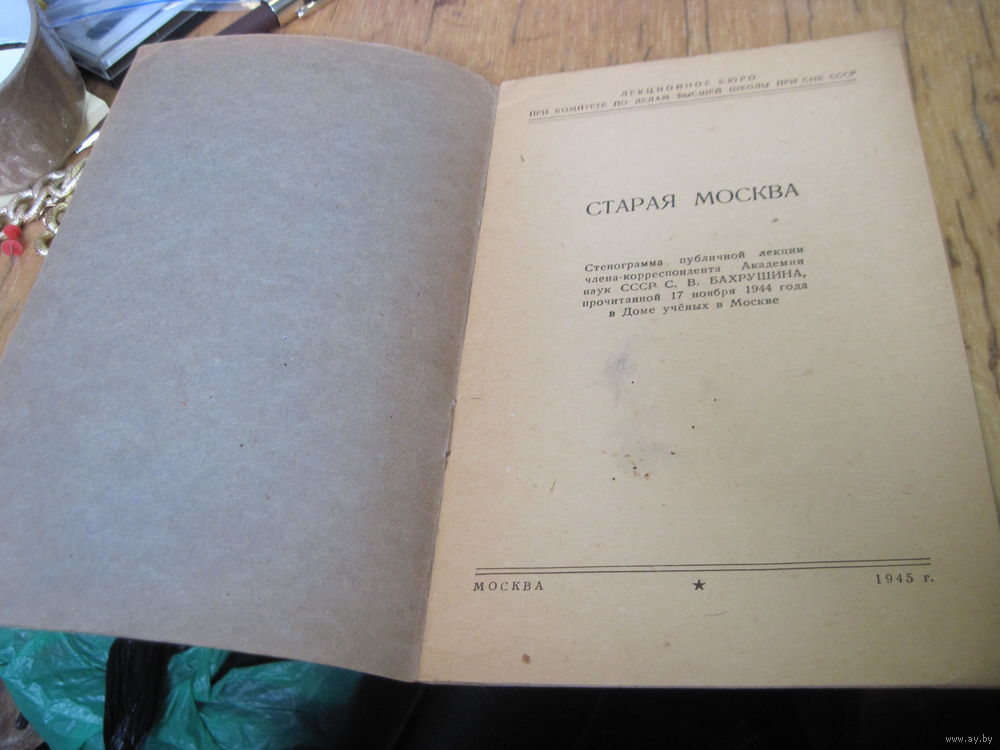 ЛЕКЦИОННОЕ БЮРО
ПРИ КОМИТЕТЕ ПО ДЕЛАМ ВЫСШЕЙ ШКОЛЫ ПРИ СНК СССР
СТАРАЯ МОСКВА
Стенограмма публичной лекции
члена-корреспондента Академии
наук СССР С. В. БАХРУШИНА,
прочитанной 17 ноября 1944 года
в Доме учёных в Москве
МОСКВА ★ 1945 г.
www.ay.by